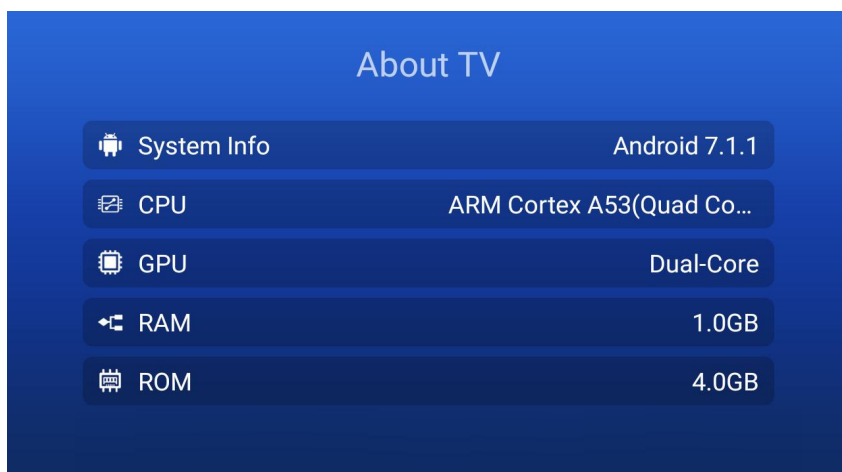 About TV
System Info Android 7.1.1
CPU ARM Cortex A53(Quad Co...
GPU Dual-Core
RAM 1.0GB
ROM 4.0GB